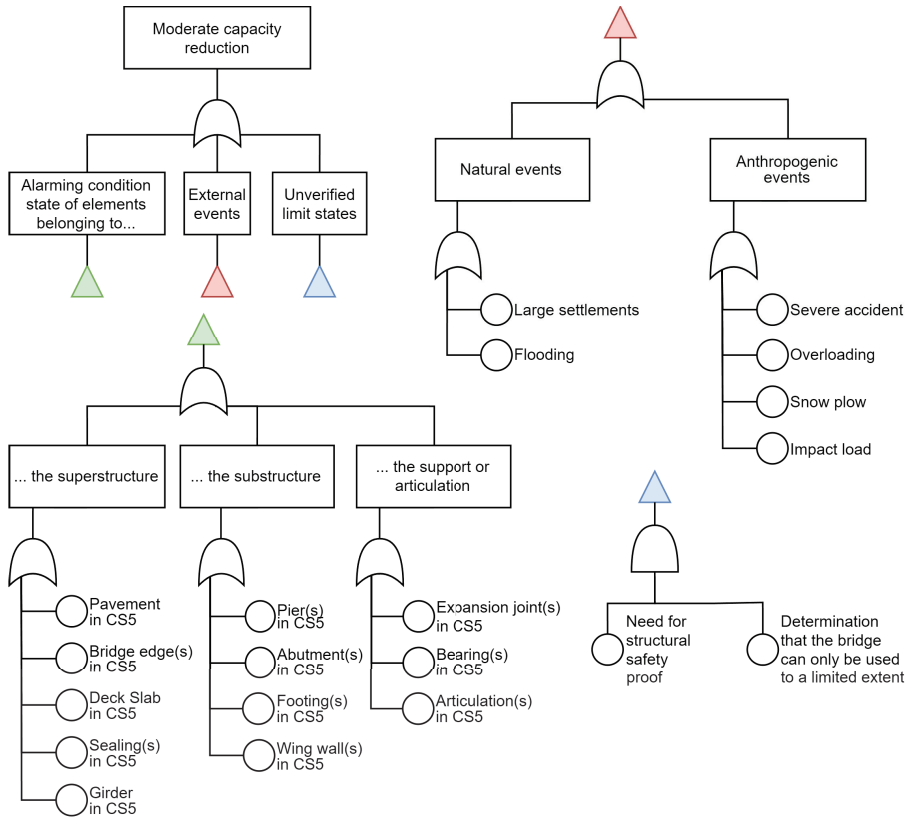 Moderate capacity
reduction
Alarming condition
state of elements
belonging to...
External
events
Unverified
limit states
Natural events
Anthropogenic
events
Large settlements
Flooding
Severe accident
Overloading
Snow plow
Impact load
... the superstructure
... the substructure
... the support or
articulation
Pavement
in CS5
Bridge edge(s)
in CS5
Deck Slab
in CS5
Sealing(s)
in CS5
Girder
in CS5
Pier(s)
in CS5
Abutment(s)
in CS5
Footing(s)
in CS5
Wing wall(s)
in CS5
Expansion joint(s)
in CS5
Bearing(s)
in CS5
Articulation(s)
in CS5
Need for
structural
safety
proof
Determination
that the bridge
can only be used
to a limited extent